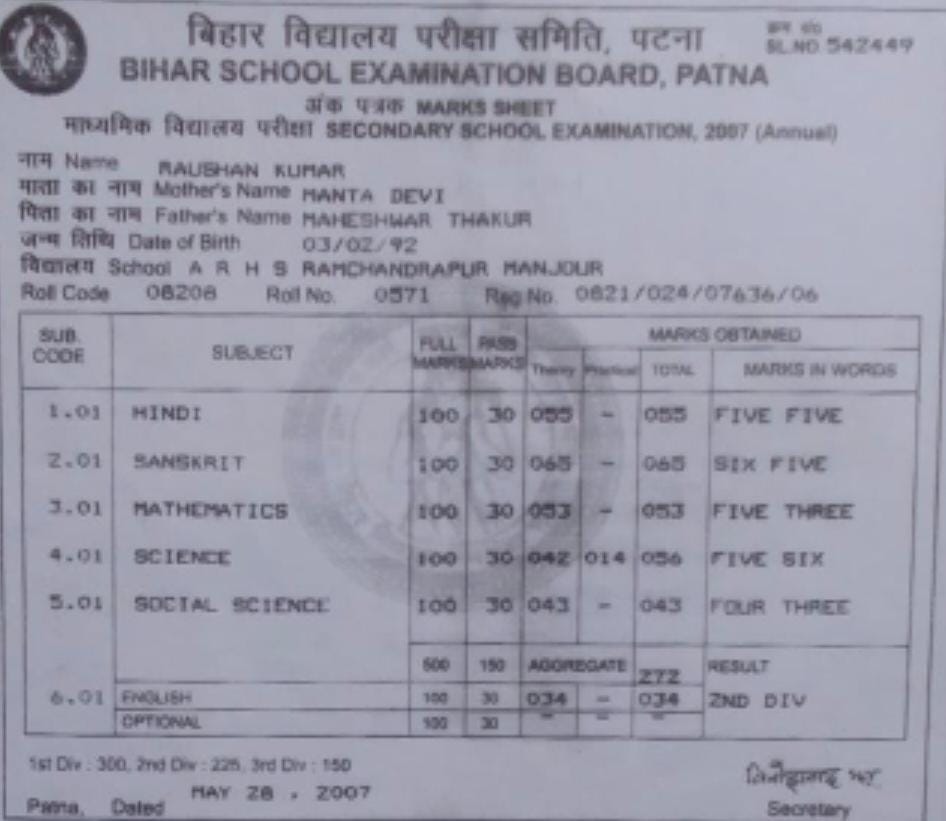 बिहार विद्यालय परीक्षा समिति, पटना
क्रम सं०
SL.NO. 542449
BIHAR SCHOOL EXAMINATION BOARD, PATNA
अंक पत्रक MARKS SHEET
माध्यमिक विद्यालय परीक्षा SECONDARY SCHOOL EXAMINATION, 2007 (Annual)
नाम Name RAUSHAN KUMAR
माता का नाम Mother's Name MANTA DEVI
पिता का नाम Father's Name MAHESHWAR THAKUR
जन्म तिथि Date of Birth 03/02/92
विद्यालय School A R H S RAMCHANDRAPUR MANJOUR
Roll Code 08208 Roll No. 0571 Reg No. 0821/024/07636/06
SUB. CODE SUBJECT FULL MARKS PASS MARKS MARKS OBTAINED
Theory Practical TOTAL MARKS IN WORDS
1.01 HINDI 100 30 055 - 055 FIVE FIVE
2.01 SANSKRIT 100 30 065 - 065 SIX FIVE
3.01 MATHEMATICS 100 30 053 - 053 FIVE THREE
4.01 SCIENCE 100 30 042 014 056 FIVE SIX
5.01 SOCIAL SCIENCE 100 30 043 - 043 FOUR THREE
500 150 AGGREGATE 272 RESULT
6.01 ENGLISH 100 30 034 - 034 2ND DIV
OPTIONAL 100 30 - - -
1st Div : 300, 2nd Div : 225, 3rd Div : 150
Patna, Dated MAY 28 , 2007
Secretary